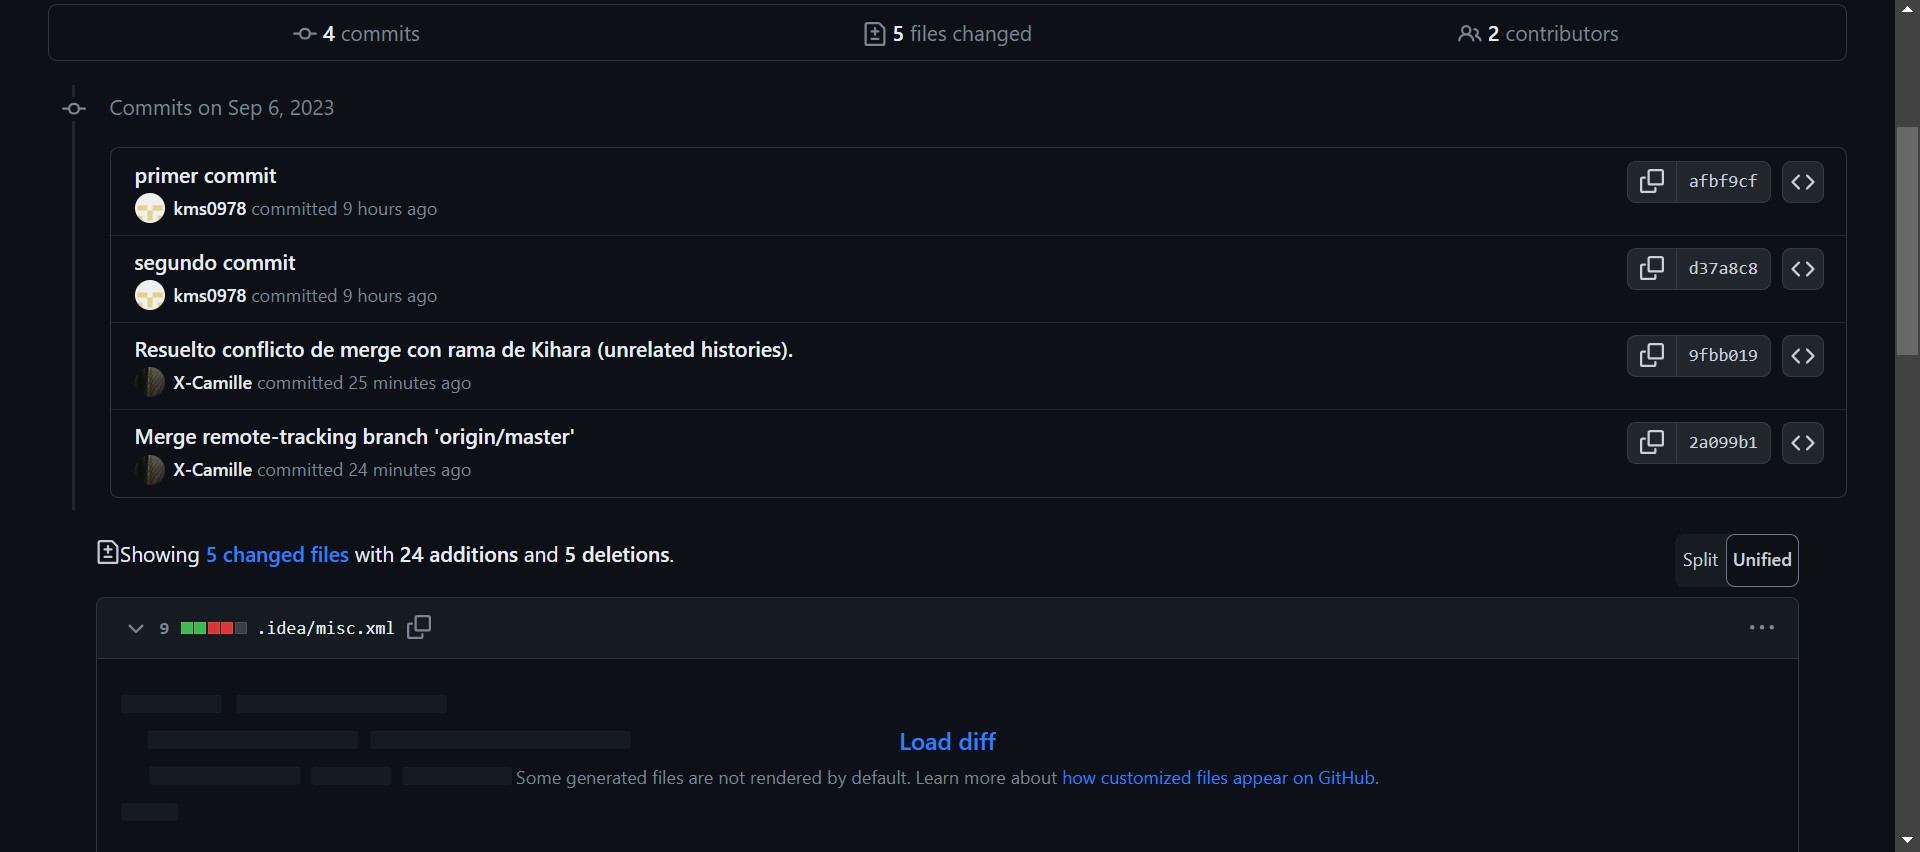 4 commits
5 files changed
2 contributors
Commits on Sep 6, 2023
primer commit
afbf9cf
kms0978 committed 9 hours ago
segundo commit
d37a8c8
kms0978 committed 9 hours ago
Resuelto conflicto de merge con rama de Kihara (unrelated histories).
9fbb019
X-Camille committed 25 minutes ago
Merge remote-tracking branch 'origin/master'
2a099b1
X-Camille committed 24 minutes ago
Showing 5 changed files with 24 additions and 5 deletions.
Split Unified
9 .idea/misc.xml
Load diff
Some generated files are not rendered by default. Learn more about how customized files appear on GitHub.